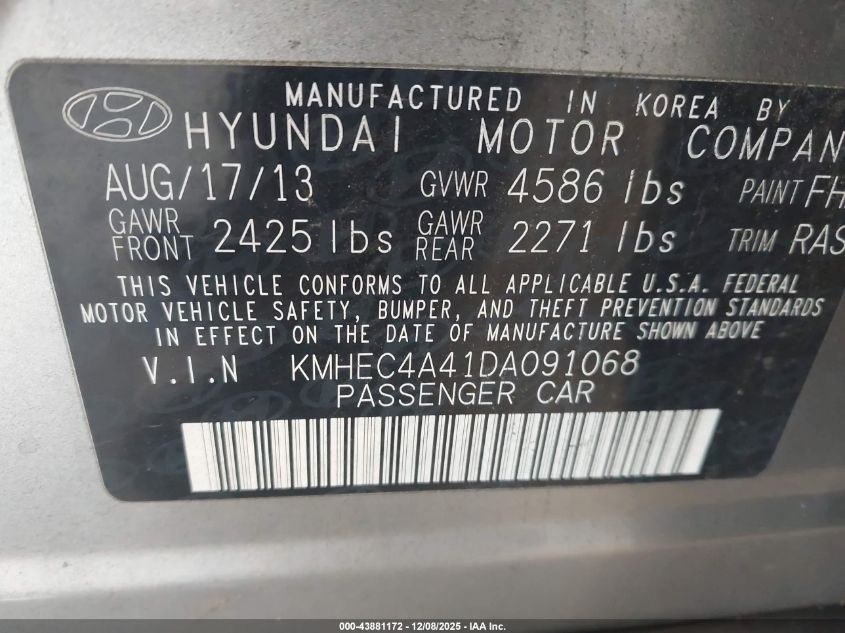 MANUFACTURED IN KOREA BY
HYUNDAI MOTOR COMPAN
AUG/17/13 GVWR 4586 lbs PAINT FH
GAWR FRONT 2425 lbs GAWR REAR 2271 lbs TRIM RAS
THIS VEHICLE CONFORMS TO ALL APPLICABLE U.S.A. FEDERAL
MOTOR VEHICLE SAFETY, BUMPER, AND THEFT PREVENTION STANDARDS
IN EFFECT ON THE DATE OF MANUFACTURE SHOWN ABOVE
V.I.N KMHEC4A41DA091068
PASSENGER CAR
000-43881172 - 12/08/2025 - IAA Inc.